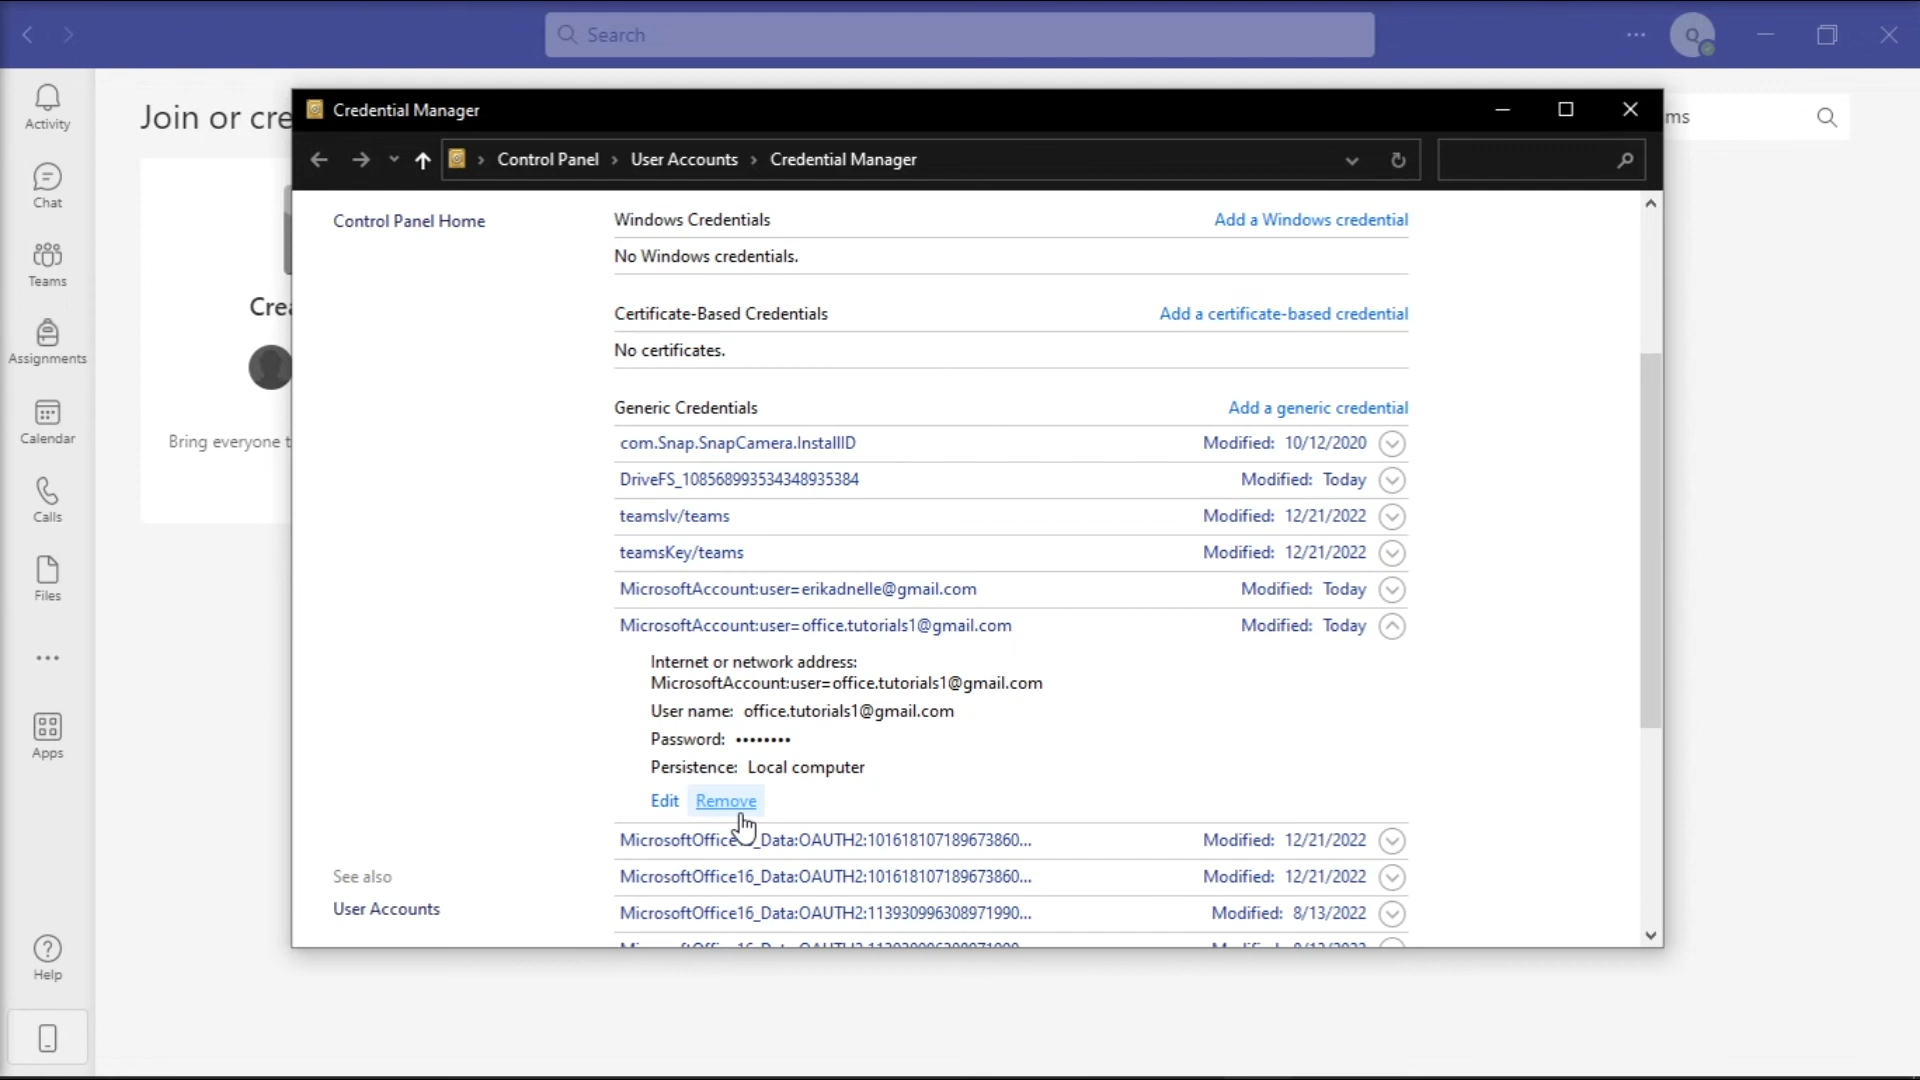 Search
Q
Activity
Chat
Teams
Assignments
Calendar
Calls
Files
Apps
Help
Join or cre
ms
Crea
Bring everyone t
Credential Manager
Control Panel > User Accounts > Credential Manager
Control Panel Home
Windows Credentials Add a Windows credential
No Windows credentials.
Certificate-Based Credentials Add a certificate-based credential
No certificates.
Generic Credentials Add a generic credential
com.Snap.SnapCamera.InstallID Modified: 10/12/2020
DriveFS_108568993534348935384 Modified: Today
teamsIv/teams Modified: 12/21/2022
teamsKey/teams Modified: 12/21/2022
MicrosoftAccount:user=erikadnelle@gmail.com Modified: Today
MicrosoftAccount:user=office.tutorials1@gmail.com Modified: Today
Internet or network address:
MicrosoftAccount:user=office.tutorials1@gmail.com
User name: office.tutorials1@gmail.com
Password: ••••••••
Persistence: Local computer
Edit Remove
MicrosoftOffice16_Data:OAUTH2:101618107189673860... Modified: 12/21/2022
MicrosoftOffice16_Data:OAUTH2:101618107189673860... Modified: 12/21/2022
MicrosoftOffice16_Data:OAUTH2:113930996308971990... Modified: 8/13/2022
See also
User Accounts